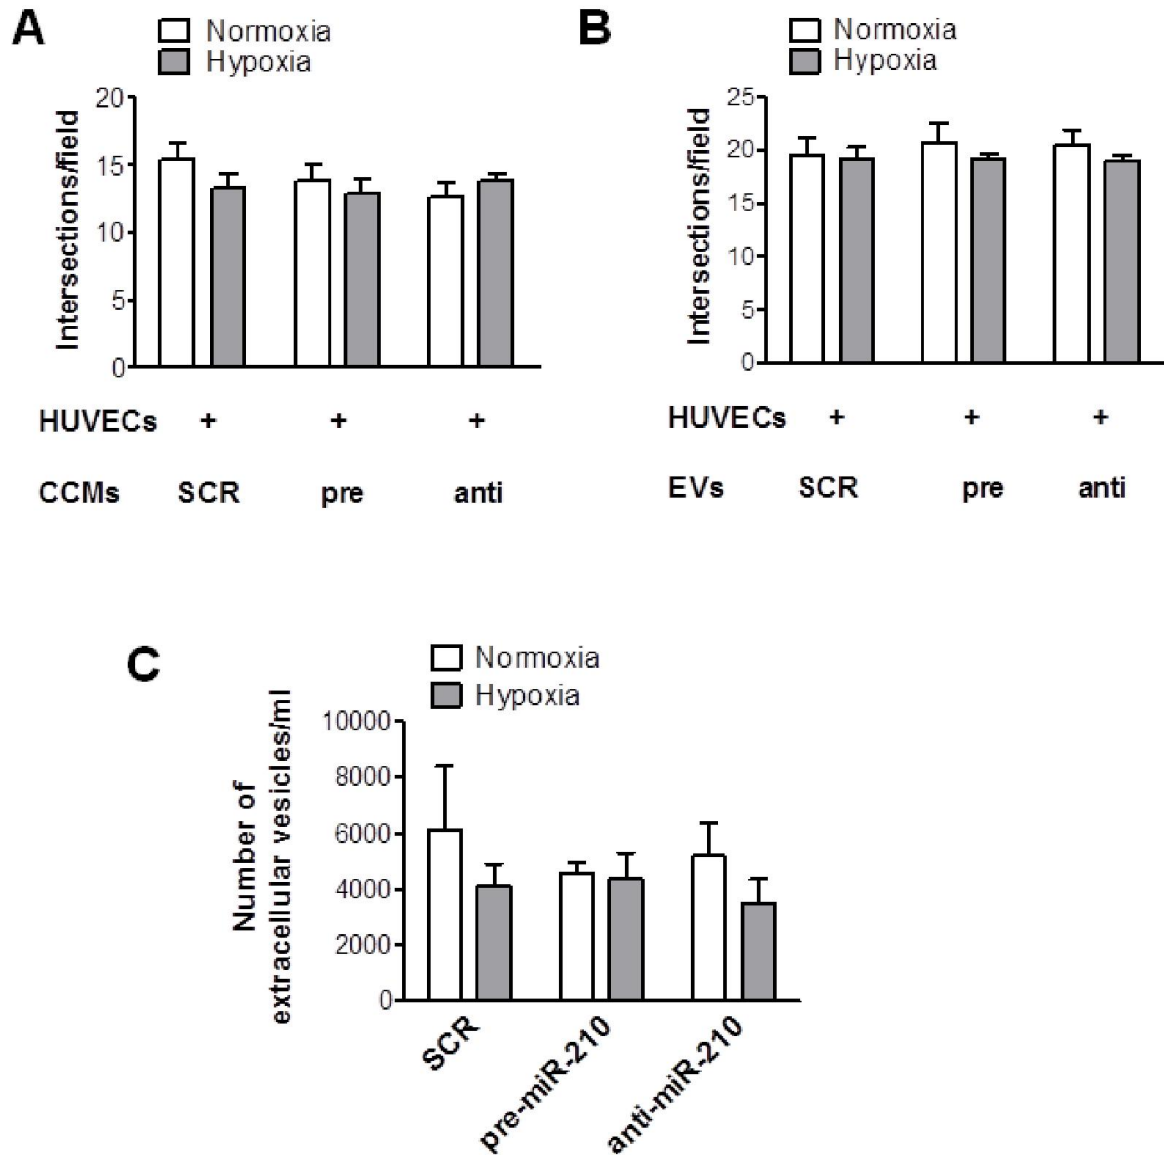 A
Normoxia
Hypoxia
Intersections/field
20
15
10
5
0
HUVECs + + +
CCMs SCR pre anti
B
Normoxia
Hypoxia
Intersections/field
25
20
15
10
5
0
HUVECs + + +
EVs SCR pre anti
C
Normoxia
Hypoxia
Number of
extracellular vesicles/ml
10000
8000
6000
4000
2000
0
SCR
pre-miR-210
anti-miR-210